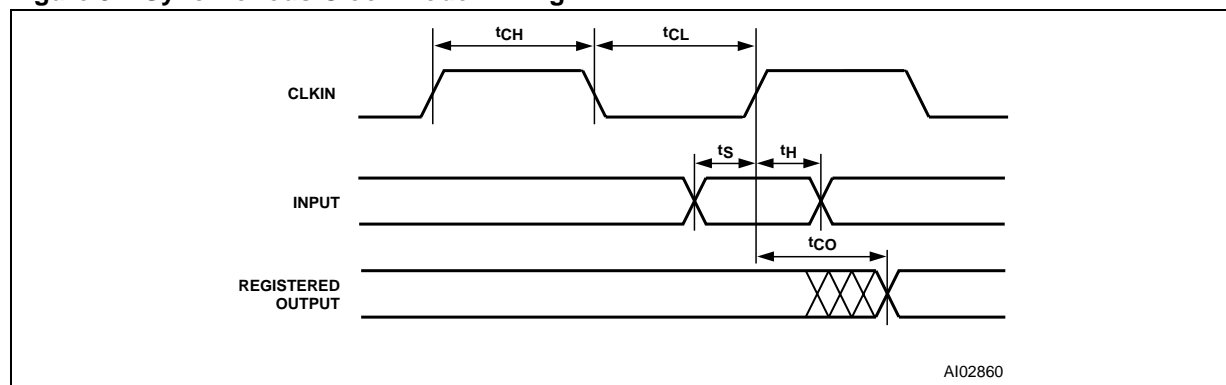 tCH
tCL
CLKIN
tS
tH
INPUT
tCO
REGISTERED
OUTPUT
AI02860